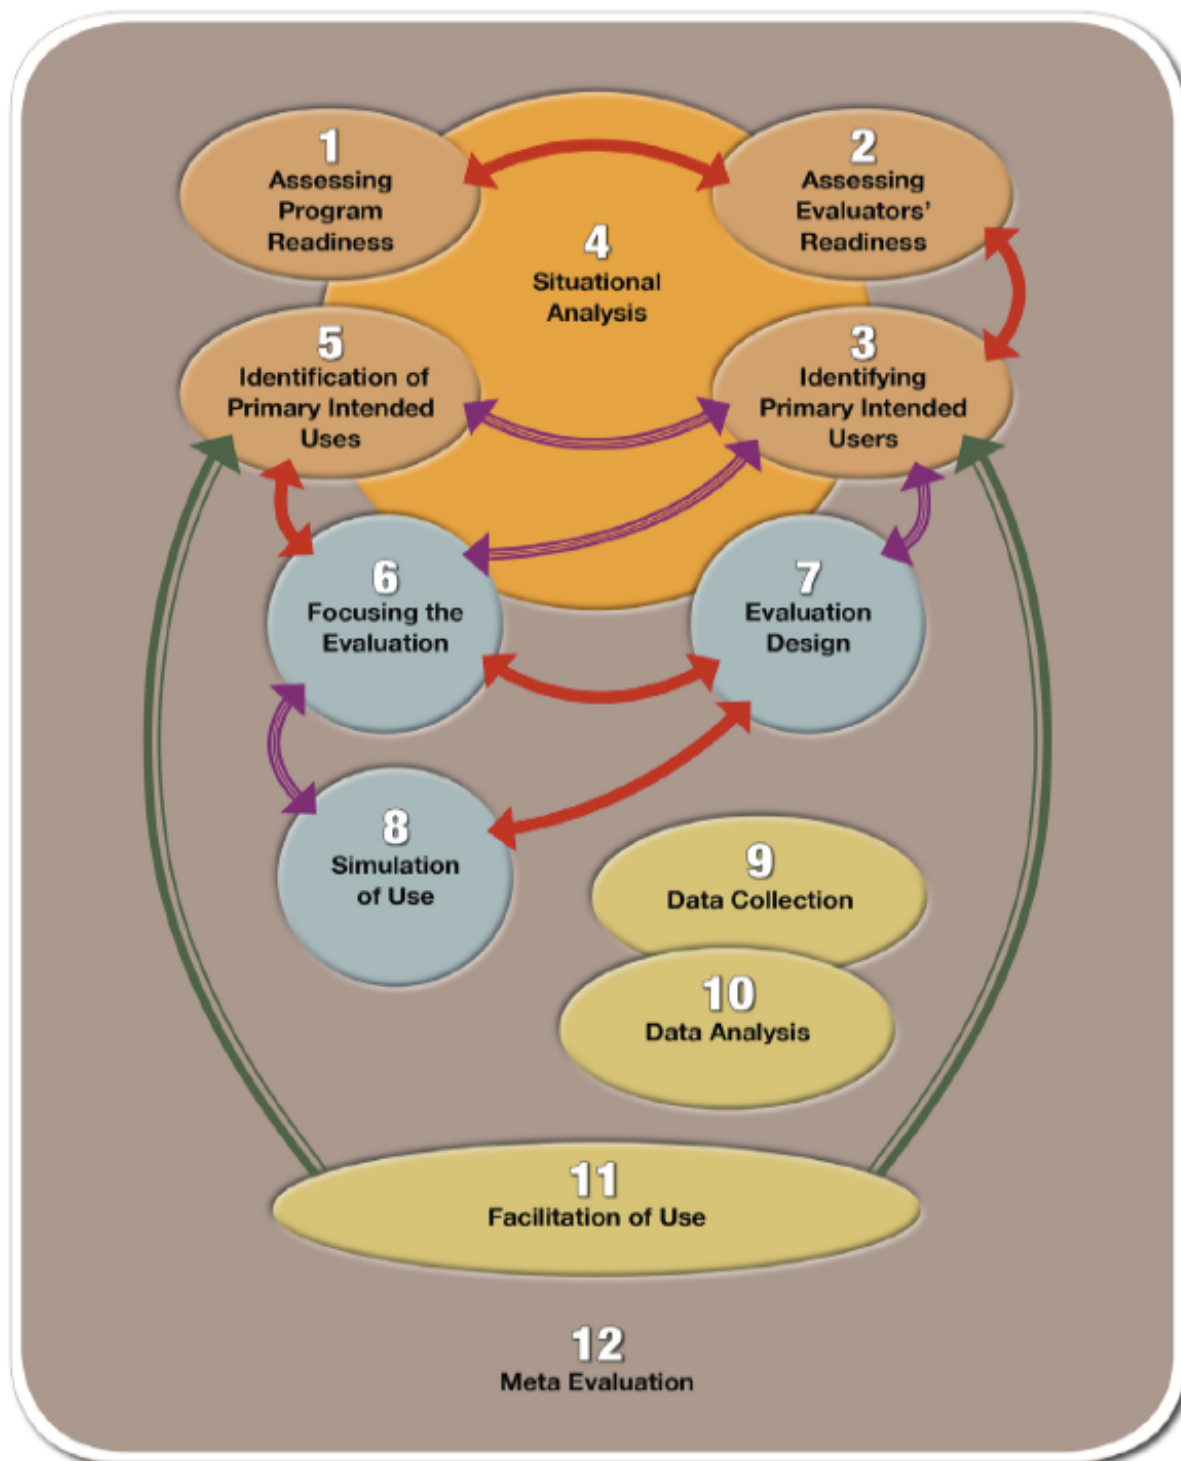 1
Assessing
Program
Readiness
2
Assessing
Evaluators’
Readiness
4
Situational
Analysis
5
Identification of
Primary Intended
Uses
3
Identifying
Primary Intended
Users
6
Focusing the
Evaluation
7
Evaluation
Design
8
Simulation
of Use
9
Data Collection
10
Data Analysis
11
Facilitation of Use
12
Meta Evaluation